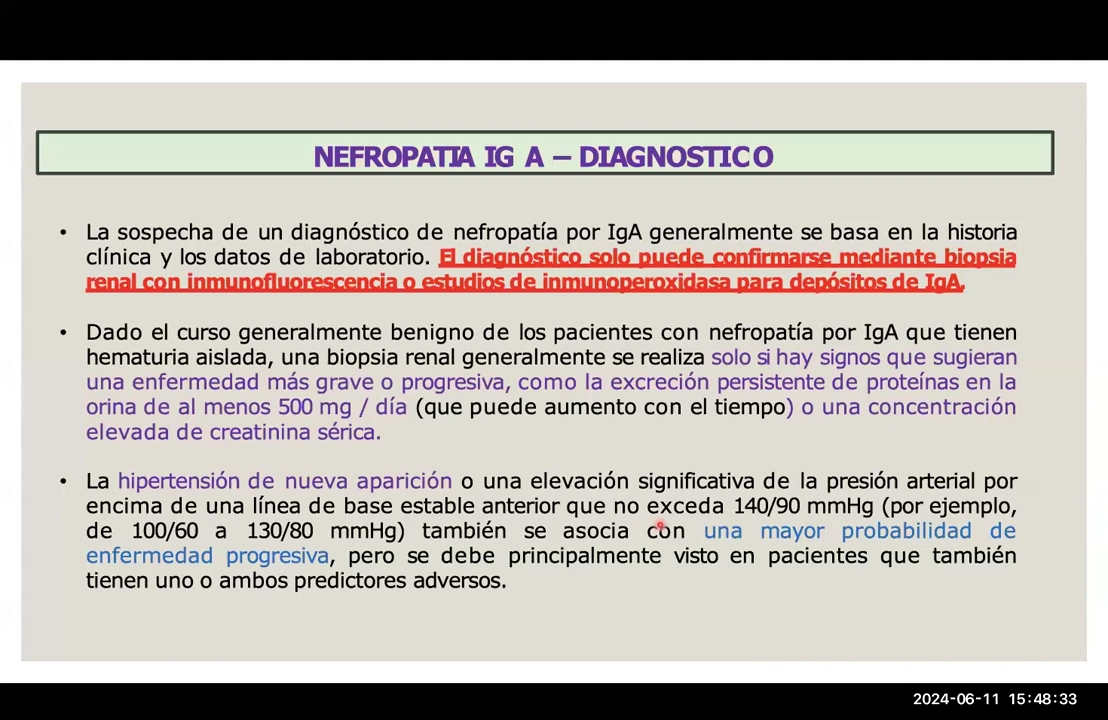 NEFROPATIA IG A – DIAGNOSTICO
• La sospecha de un diagnóstico de nefropatía por IgA generalmente se basa en la historia
clínica y los datos de laboratorio. El diagnóstico solo puede confirmarse mediante biopsia
renal con inmunofluorescencia o estudios de inmunoperoxidasa para depósitos de IgA.
• Dado el curso generalmente benigno de los pacientes con nefropatía por IgA que tienen
hematuria aislada, una biopsia renal generalmente se realiza solo si hay signos que sugieran
una enfermedad más grave o progresiva, como la excreción persistente de proteínas en la
orina de al menos 500 mg / día (que puede aumento con el tiempo) o una concentración
elevada de creatinina sérica.
• La hipertensión de nueva aparición o una elevación significativa de la presión arterial por
encima de una línea de base estable anterior que no exceda 140/90 mmHg (por ejemplo,
de 100/60 a 130/80 mmHg) también se asocia con una mayor probabilidad de
enfermedad progresiva, pero se debe principalmente visto en pacientes que también
tienen uno o ambos predictores adversos.
2024-06-11 15:48:33